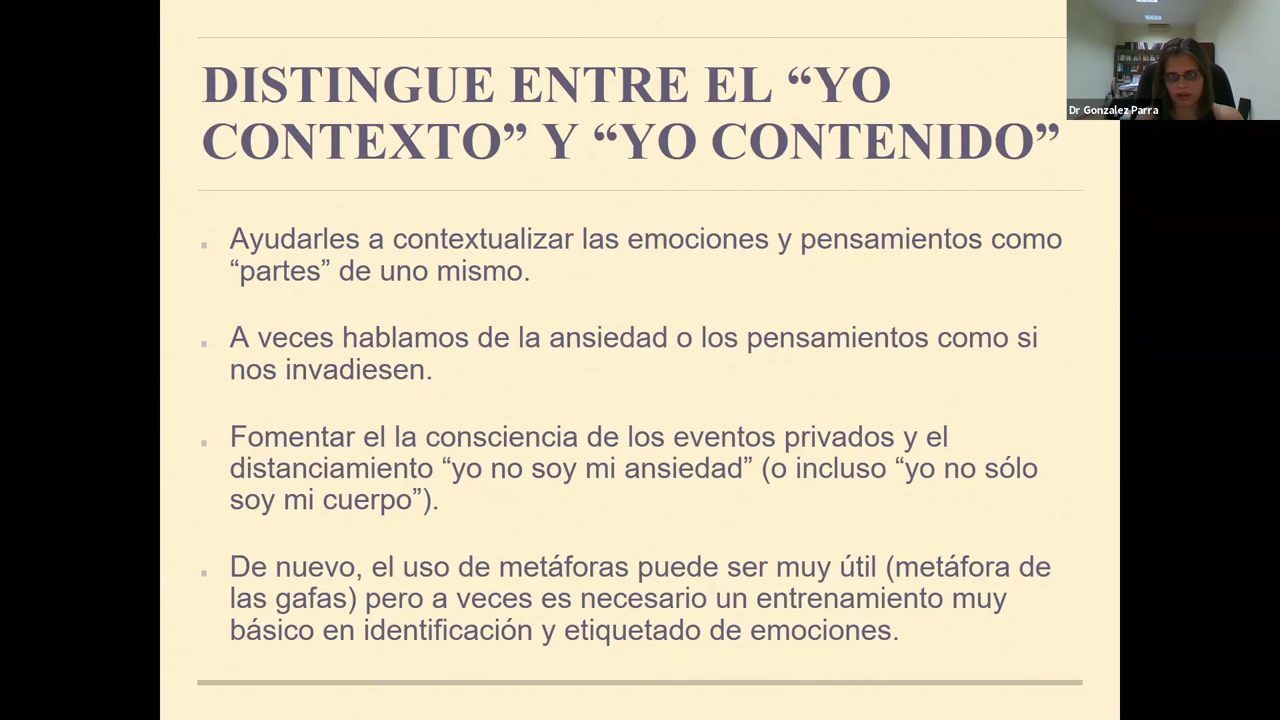 DISTINGUE ENTRE EL “YO
CONTEXTO” Y “YO CONTENIDO”
Dr Gonzalez Parra
Ayudarles a contextualizar las emociones y pensamientos como
“partes” de uno mismo.
A veces hablamos de la ansiedad o los pensamientos como si
nos invadiesen.
Fomentar el la consciencia de los eventos privados y el
distanciamiento “yo no soy mi ansiedad” (o incluso “yo no sólo
soy mi cuerpo”).
De nuevo, el uso de metáforas puede ser muy útil (metáfora de
las gafas) pero a veces es necesario un entrenamiento muy
básico en identificación y etiquetado de emociones.